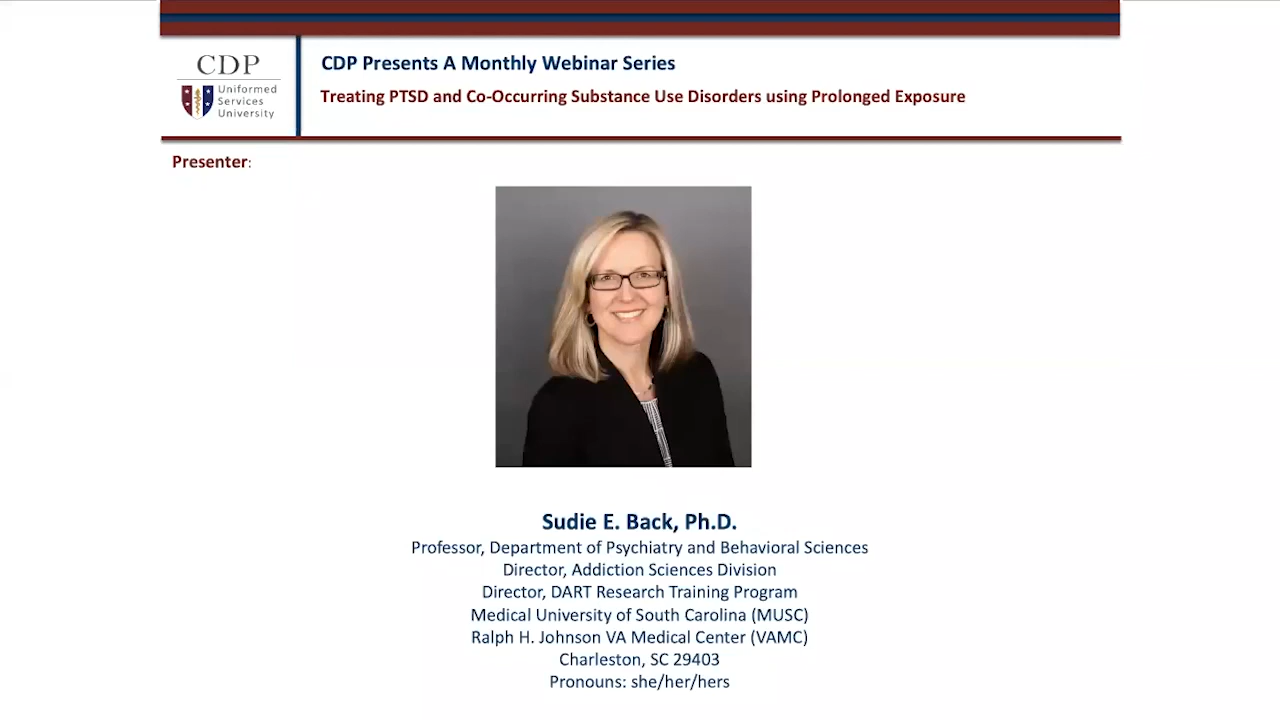 CDP
Uniformed
Services
University
CDP Presents A Monthly Webinar Series
Treating PTSD and Co-Occurring Substance Use Disorders using Prolonged Exposure
Presenter:
Sudie E. Back, Ph.D.
Professor, Department of Psychiatry and Behavioral Sciences
Director, Addiction Sciences Division
Director, DART Research Training Program
Medical University of South Carolina (MUSC)
Ralph H. Johnson VA Medical Center (VAMC)
Charleston, SC 29403
Pronouns: she/her/hers